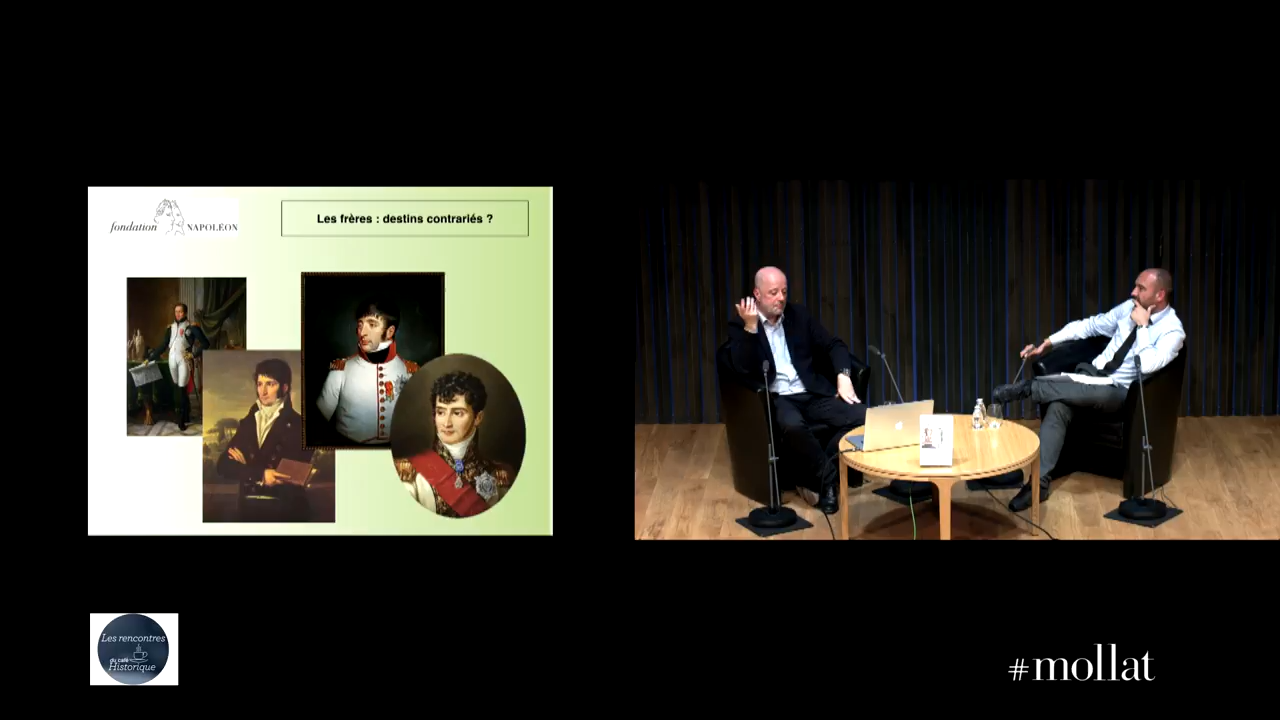 fondation NAPOLÉON
Les frères : destins contrariés ?
Les rencontres
du café
Historique
#mollat